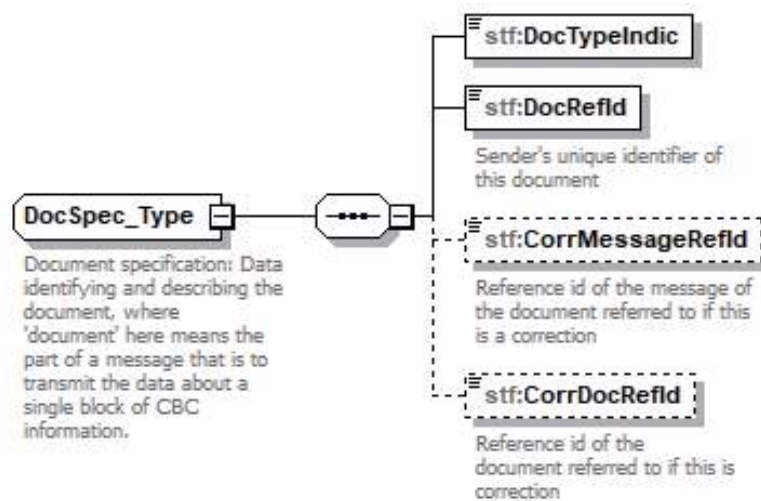 stf:DocTypeIndic
stf:DocRefId
Sender's unique identifier of
this document
DocSpec_Type
Document specification: Data
identifying and describing the
document, where
'document' here means the
part of a message that is to
transmit the data about a
single block of CBC
information.
stf:CorrMessageRefId
Reference id of the message of
the document referred to if this
is a correction
stf:CorrDocRefId
Reference id of the
document referred to if this is
correction